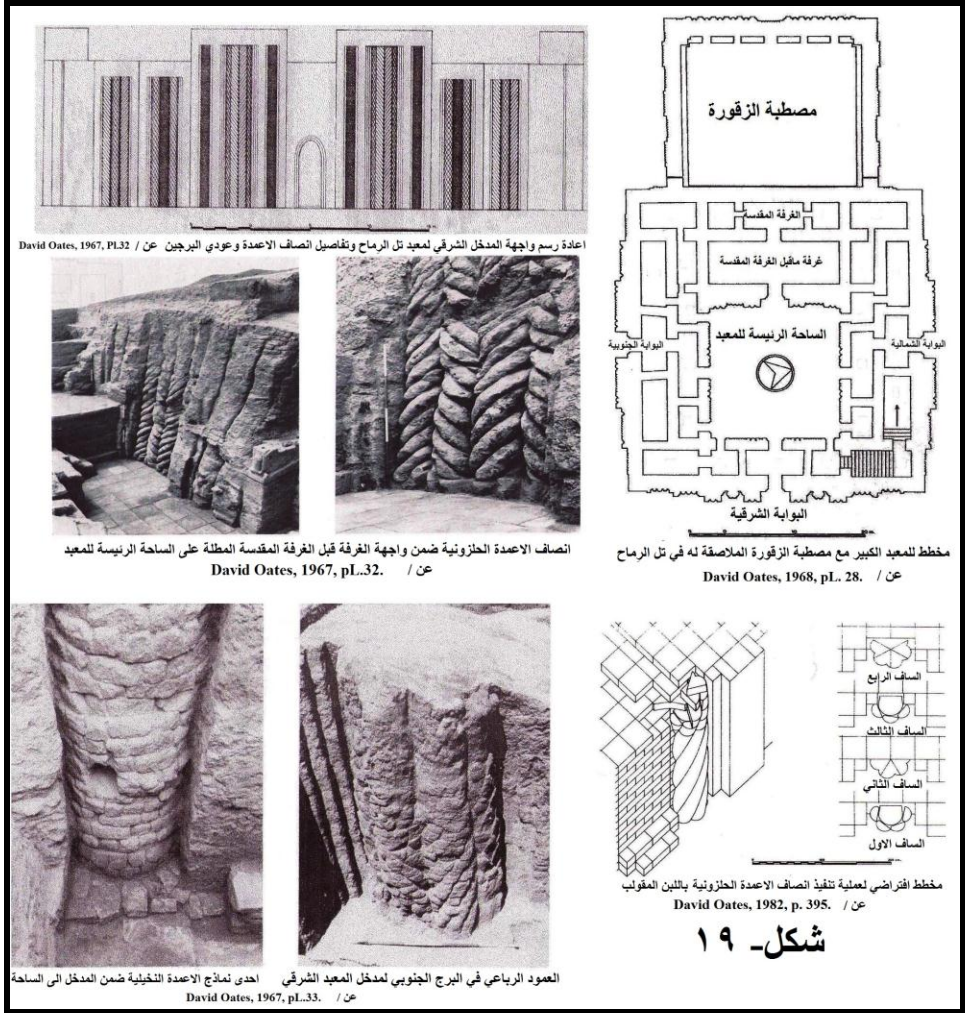 اعادة رسم واجهة المدخل الشرقي لمعبد تل الرماح وتفاصيل انصاف الاعمدة وعودي البرجين عن / David Oates, 1967, Pl.32
مصطبة الزقورة
الغرفة المقدسة
غرفة ماقبل الغرفة المقدسة
الساحة الرئيسة للمعبد
البوابة الجنوبية
البوابة الشمالية
البوابة الشرقية
مخطط للمعبد الكبير مع مصطبة الزقورة الملاصقة له في تل الرماح
عن / David Oates, 1968, pL. 28.
انصاف الاعمدة الحلزونية ضمن واجهة الغرفة قبل الغرفة المقدسة المطلة على الساحة الرئيسة للمعبد
عن / David Oates, 1967, pL.32.
الساف الرابع
الساف الثالث
الساف الثاني
الساف الاول
مخطط افتراضي لعملية تنفيذ انصاف الاعمدة الحلزونية باللبن المقولب
عن / David Oates, 1982, p. 395.
شكل- ١٩
العمود الرباعي في البرج الجنوبي لمدخل المعبد الشرقي
احدى نماذج الاعمدة النخيلية ضمن المدخل الى الساحة
عن / David Oates, 1967, pL.33.